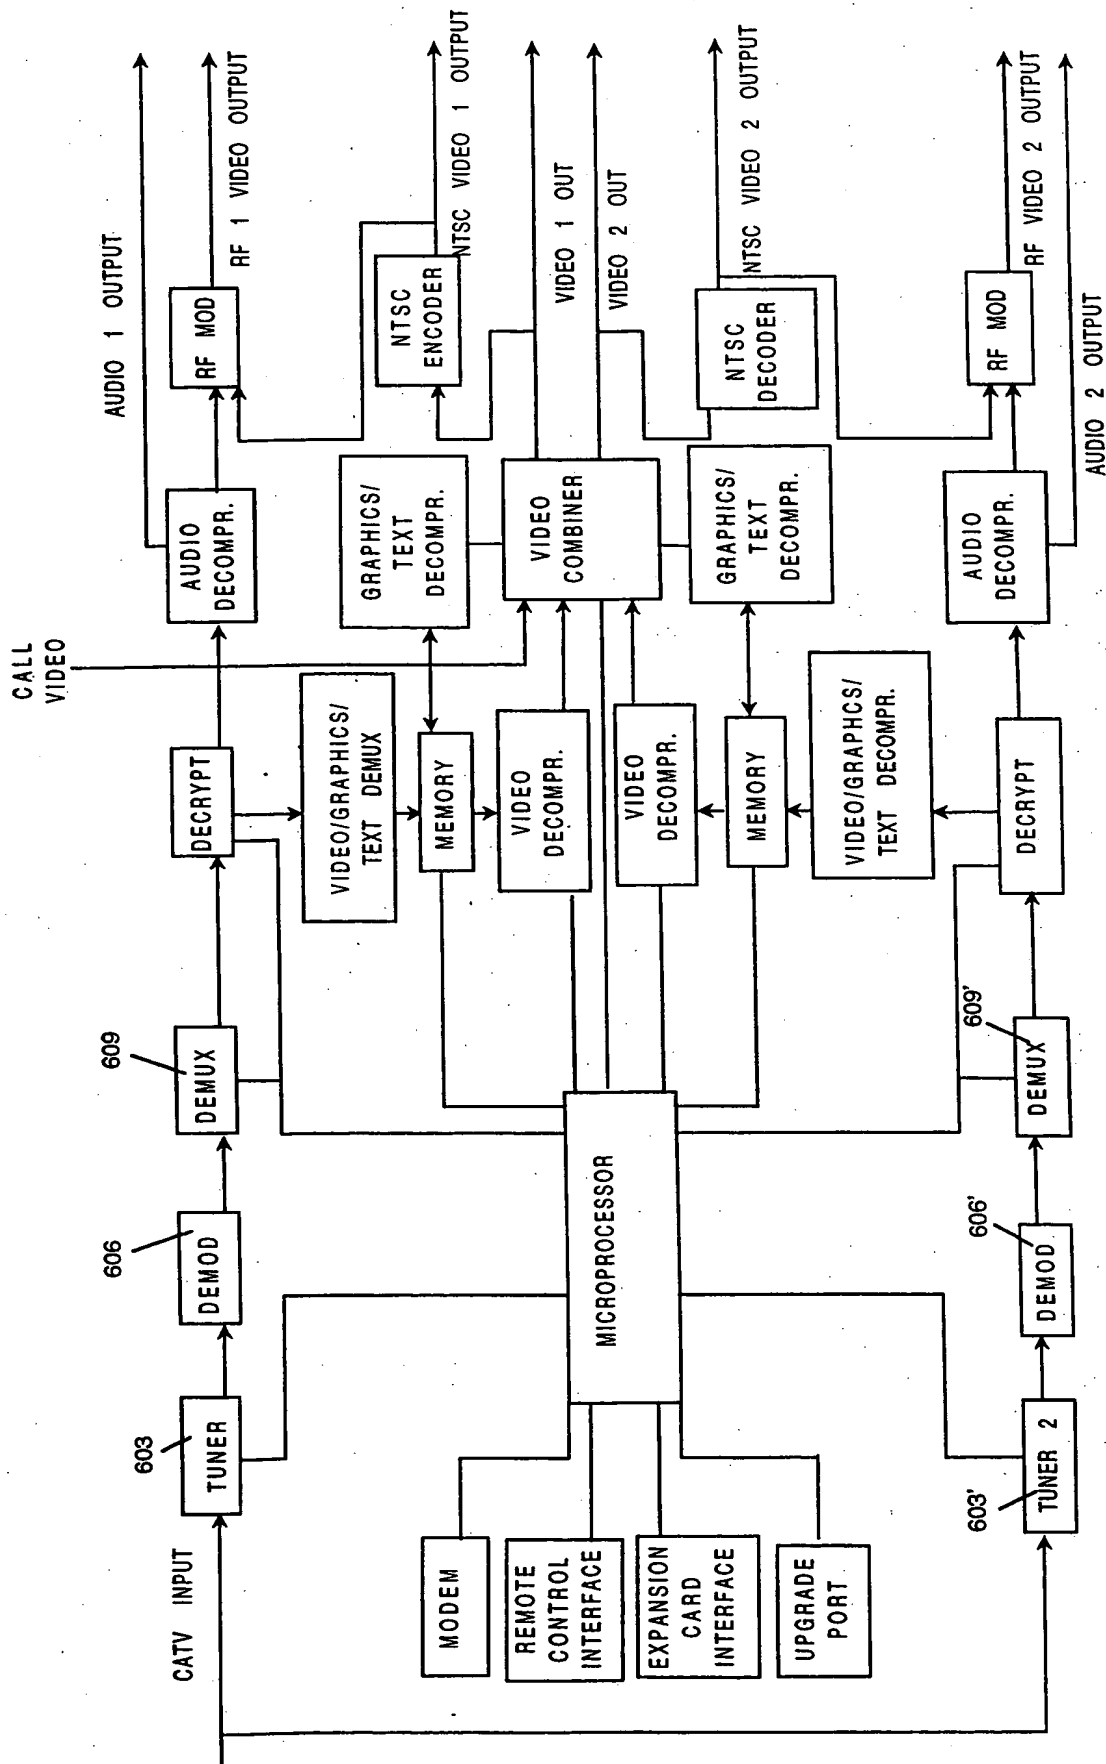 CATV INPUT
603
TUNER
606
DEMOD
609
DEMUX
DECRYPT
AUDIO
DECOMPR.
AUDIO 1 OUTPUT
RF MOD
RF 1 VIDEO OUTPUT
CALL
VIDEO
VIDEO/GRAPHICS/
TEXT DEMUX
GRAPHICS/
TEXT
DECOMPR.
NTSC
ENCODER
NTSC VIDEO 1 OUTPUT
MEMORY
VIDEO
DECOMPR.
VIDEO
COMBINER
VIDEO 1 OUT
VIDEO 2 OUT
MODEM
REMOTE
CONTROL
INTERFACE
EXPANSION
CARD
INTERFACE
UPGRADE
PORT
MICROPROCESSOR
VIDEO
DECOMPR.
MEMORY
GRAPHICS/
TEXT
DECOMPR.
NTSC
DECODER
NTSC VIDEO 2 OUTPUT
VIDEO/GRAPHCS/
TEXT DECOMPR.
603'
TUNER 2
606'
DEMOD
609'
DEMUX
DECRYPT
AUDIO
DECOMPR.
RF MOD
RF VIDEO 2 OUTPUT
AUDIO 2 OUTPUT